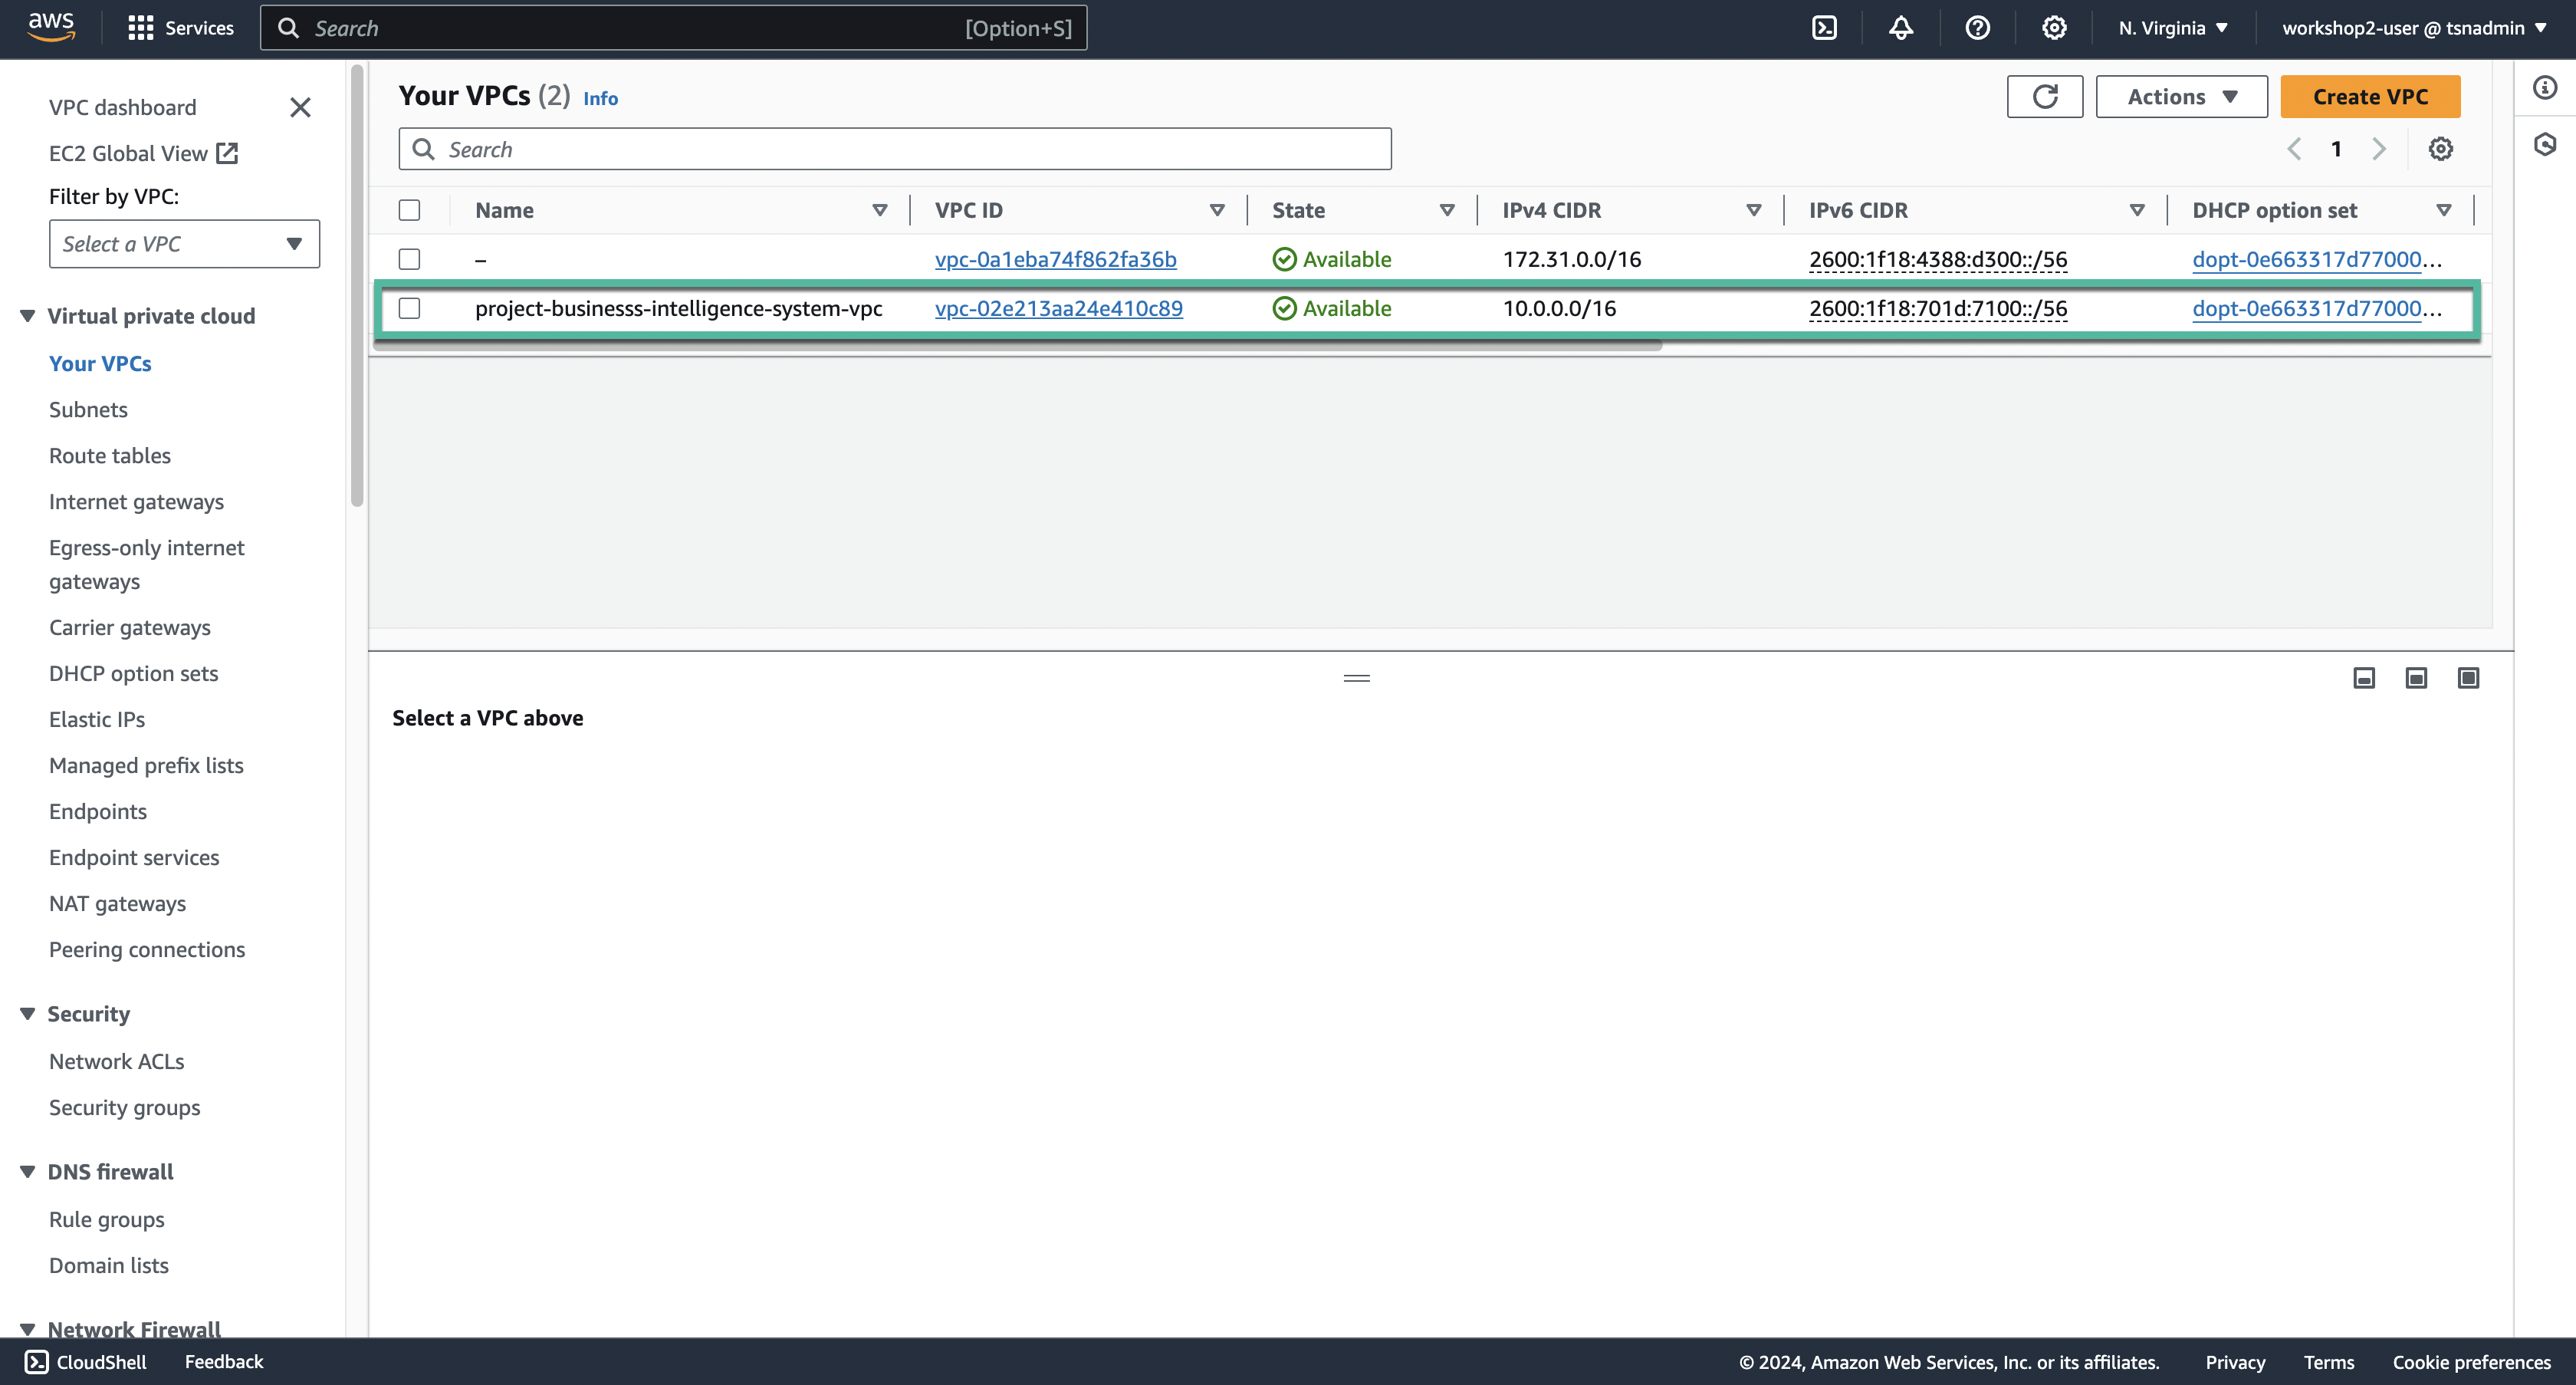 aws
Services
Search
[Option+S]
N. Virginia
workshop2-user @ tsnadmin
VPC dashboard
EC2 Global View
Filter by VPC:
Select a VPC
Virtual private cloud
Your VPCs
Subnets
Route tables
Internet gateways
Egress-only internet
gateways
Carrier gateways
DHCP option sets
Elastic IPs
Managed prefix lists
Endpoints
Endpoint services
NAT gateways
Peering connections
Security
Network ACLs
Security groups
DNS firewall
Rule groups
Domain lists
Network Firewall
Your VPCs (2) Info
Actions
Create VPC
Search
1
Name VPC ID State IPv4 CIDR IPv6 CIDR DHCP option set
– vpc-0a1eba74f862fa36b Available 172.31.0.0/16 2600:1f18:4388:d300::/56 dopt-0e663317d77000...
project-businesss-intelligence-system-vpc vpc-02e213aa24e410c89 Available 10.0.0.0/16 2600:1f18:701d:7100::/56 dopt-0e663317d77000...
Select a VPC above
CloudShell
Feedback
© 2024, Amazon Web Services, Inc. or its affiliates.
Privacy
Terms
Cookie preferences